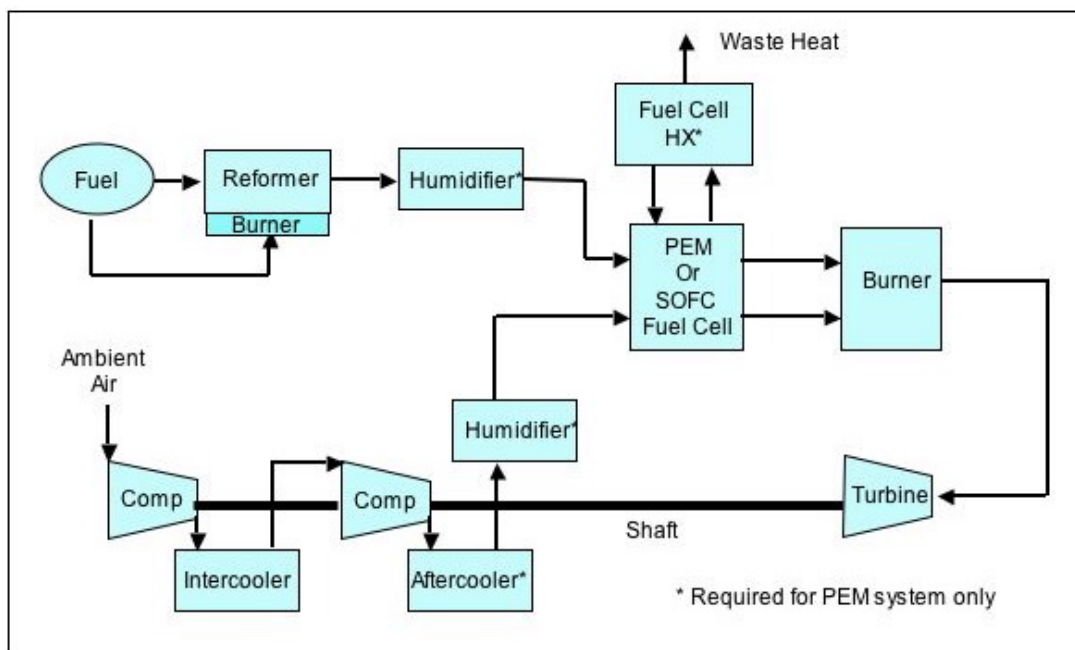 Waste Heat
Fuel Cell
HX*
Fuel
Reformer
Burner
Humidifier*
PEM
Or
SOFC
Fuel Cell
Burner
Ambient
Air
Humidifier*
Comp
Comp
Turbine
Shaft
Intercooler
Aftercooler*
* Required for PEM system only